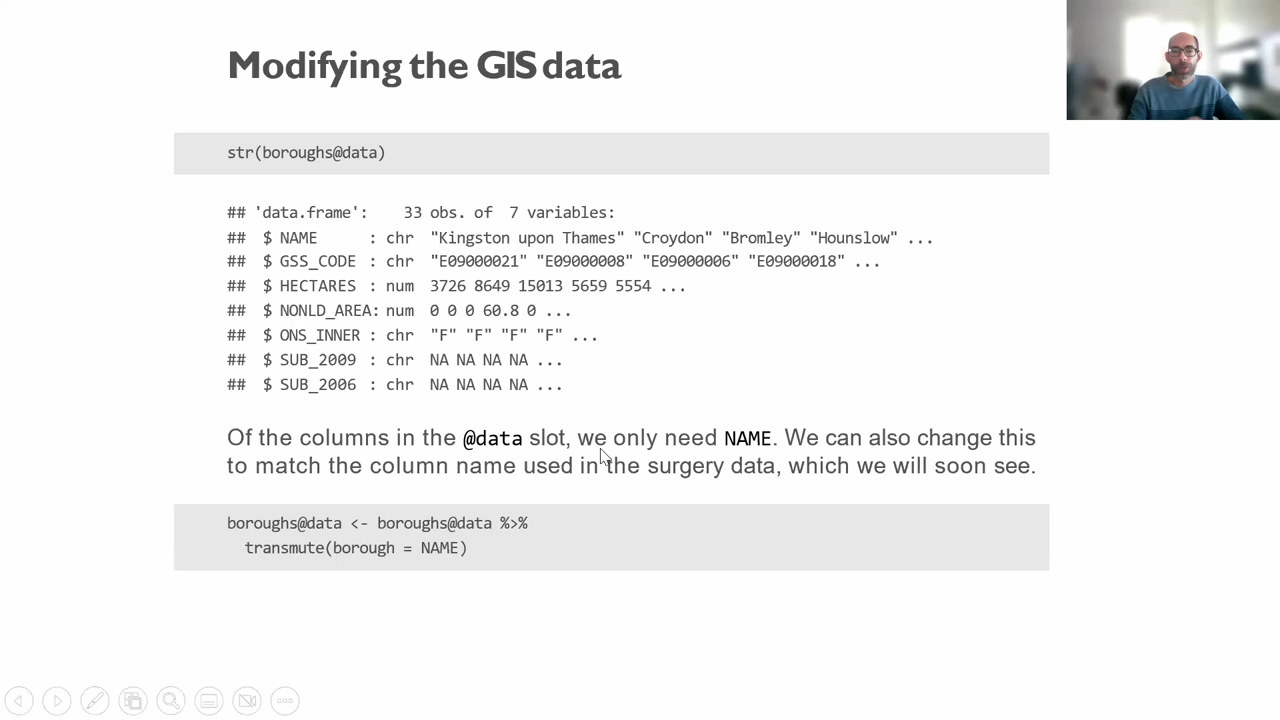 Modifying the GIS data
str(boroughs@data)
## 'data.frame':    33 obs. of  7 variables:
##  $ NAME      : chr  "Kingston upon Thames" "Croydon" "Bromley" "Hounslow" ...
##  $ GSS_CODE  : chr  "E09000021" "E09000008" "E09000006" "E09000018" ...
##  $ HECTARES  : num  3726 8649 15013 5659 5554 ...
##  $ NONLD_AREA: num  0 0 0 60.8 0 ...
##  $ ONS_INNER : chr  "F" "F" "F" "F" ...
##  $ SUB_2009  : chr  NA NA NA NA ...
##  $ SUB_2006  : chr  NA NA NA NA ...
Of the columns in the @data slot, we only need NAME. We can also change this
to match the column name used in the surgery data, which we will soon see.
boroughs@data <- boroughs@data %>%
  transmute(borough = NAME)